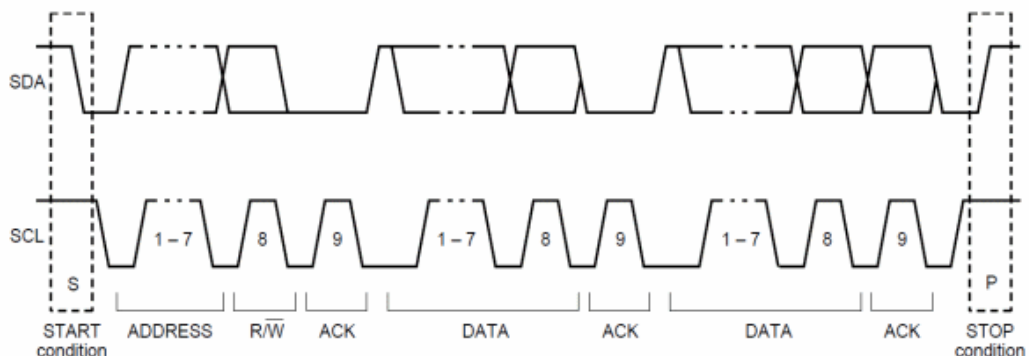 SDA
SCL
1 – 7
8
9
1 – 7
8
9
1 – 7
8
9
S
P
START
condition
ADDRESS
R/W̅
ACK
DATA
ACK
DATA
ACK
STOP
condition